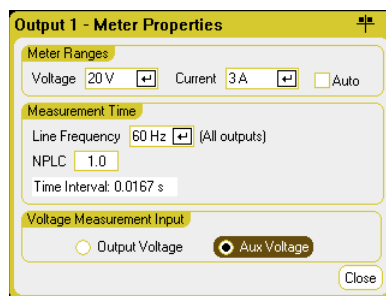 Output 1 - Meter Properties
Meter Ranges
Voltage 20 V Current 3 A Auto
Measurement Time
Line Frequency 60 Hz (All outputs)
NPLC 1.0
Time Interval: 0.0167 s
Voltage Measurement Input
Output Voltage Aux Voltage
Close